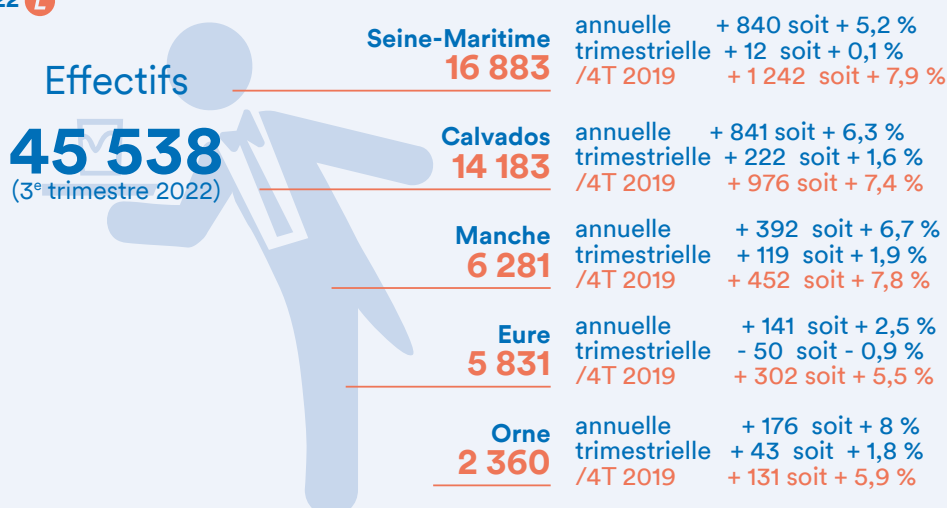 22 L
Effectifs
45 538
(3e trimestre 2022)
Seine-Maritime
16 883
annuelle + 840 soit + 5,2 %
trimestrielle + 12 soit + 0,1 %
/4T 2019 + 1 242 soit + 7,9 %
Calvados
14 183
annuelle + 841 soit + 6,3 %
trimestrielle + 222 soit + 1,6 %
/4T 2019 + 976 soit + 7,4 %
Manche
6 281
annuelle + 392 soit + 6,7 %
trimestrielle + 119 soit + 1,9 %
/4T 2019 + 452 soit + 7,8 %
Eure
5 831
annuelle + 141 soit + 2,5 %
trimestrielle - 50 soit - 0,9 %
/4T 2019 + 302 soit + 5,5 %
Orne
2 360
annuelle + 176 soit + 8 %
trimestrielle + 43 soit + 1,8 %
/4T 2019 + 131 soit + 5,9 %